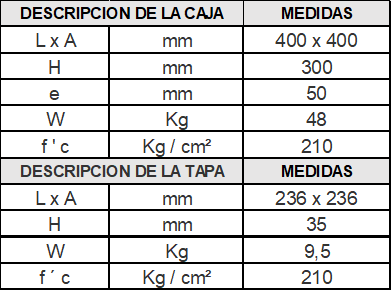 DESCRIPCION DE LA CAJA MEDIDAS
L x A mm 400 x 400
H mm 300
e mm 50
W Kg 48
f ' c Kg / cm² 210
DESCRIPCION DE LA TAPA MEDIDAS
L x A mm 236 x 236
H mm 35
W Kg 9,5
f ´ c Kg / cm² 210